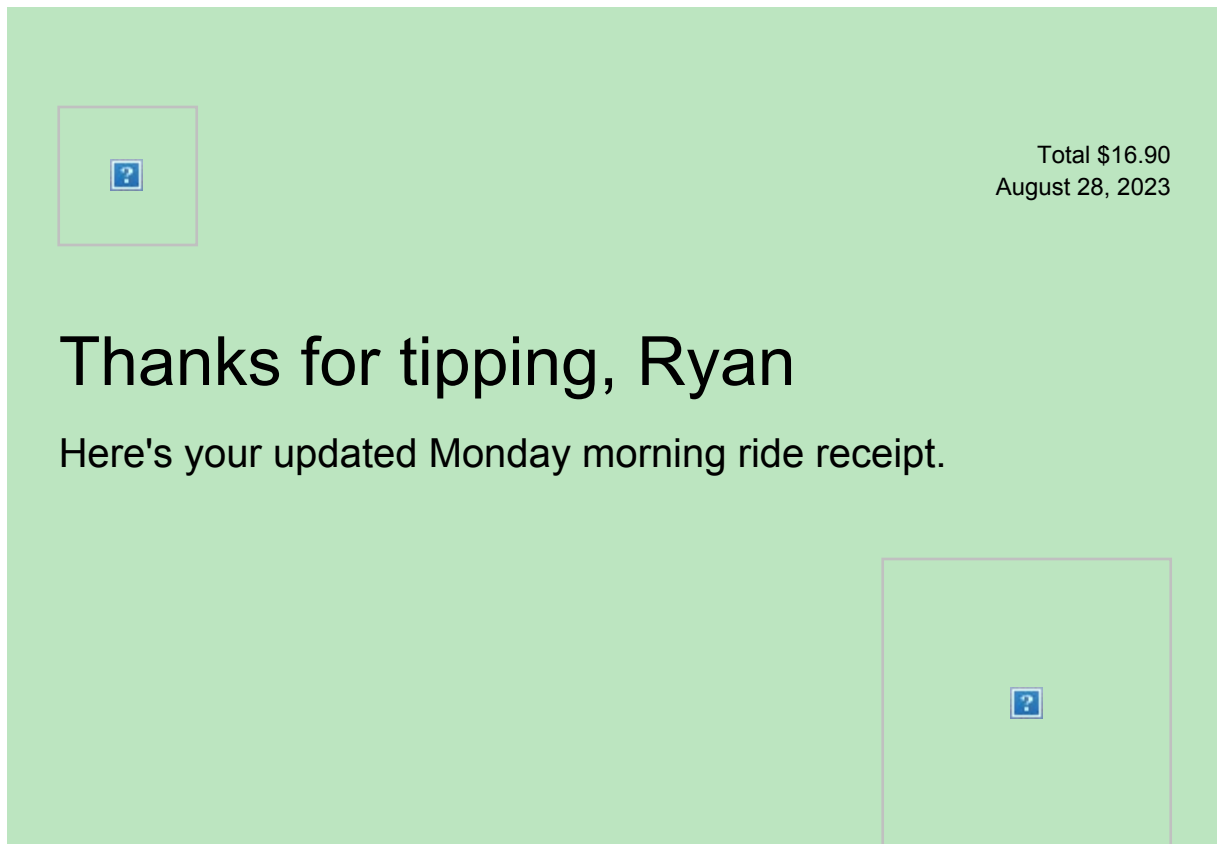 Total $16.90
August 28, 2023
Thanks for tipping, Ryan
Here's your updated Monday morning ride receipt.